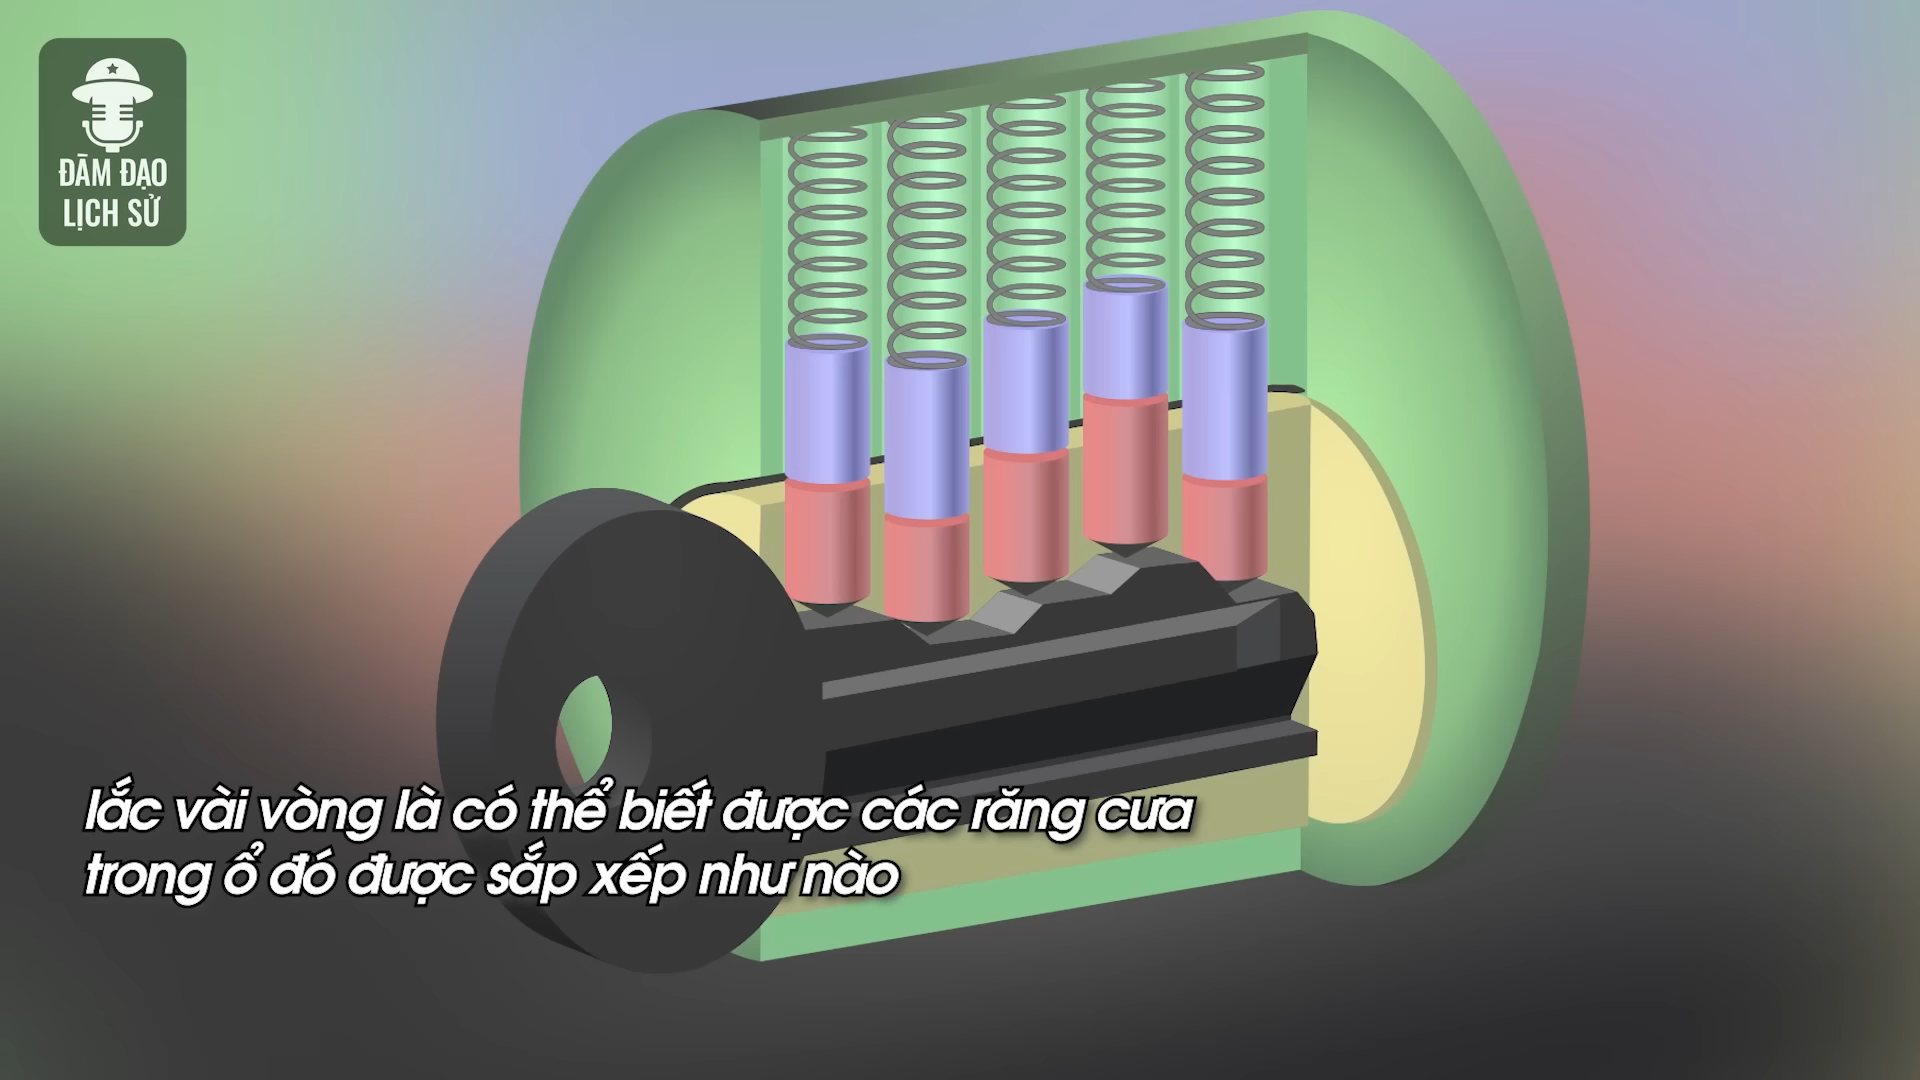 ĐÀM ĐẠO
LỊCH SỬ
lắc vài vòng là có thể biết được các răng cưa
trong ổ đó được sắp xếp như nào